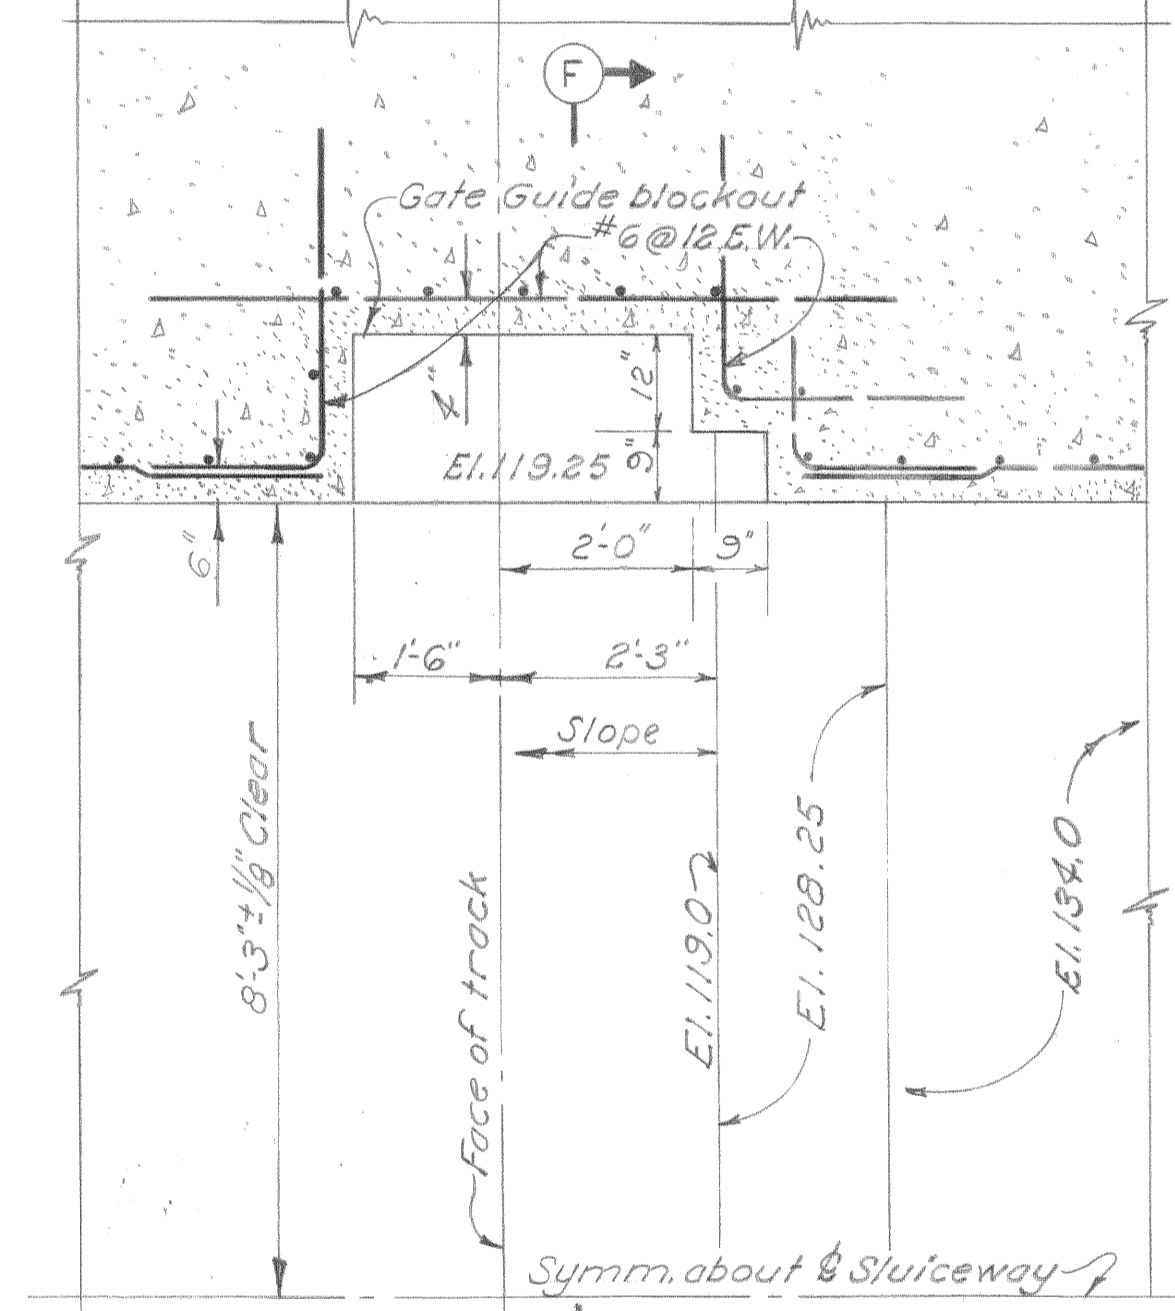 F
Gate Guide blockout
#6@12 E.W.
4"
12"
9"
El.119.25
6"
2'-0"
9"
1'-6"
2'-3"
Slope
8'-3"±1/8" Clear
Face of track
El.119.0
El.128.25
El.134.0
Symm. about ℄ Sluiceway